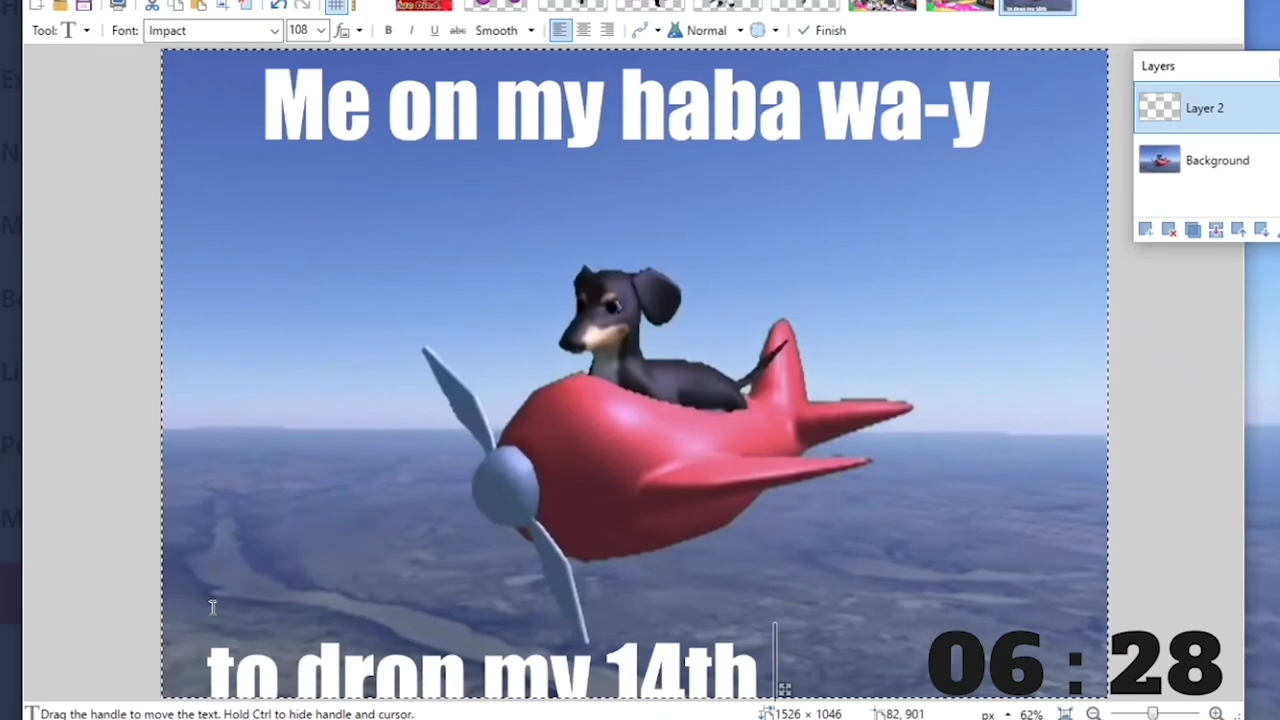 Tool: T Font: Impact 108 B I U abc Smooth Normal Finish
Layers
Me on my haba wa-y
Layer 2
Background
to drop my 14th
06:28
Drag the handle to move the text. Hold Ctrl to hide handle and cursor. 1526 × 1046 82, 901 px 62%